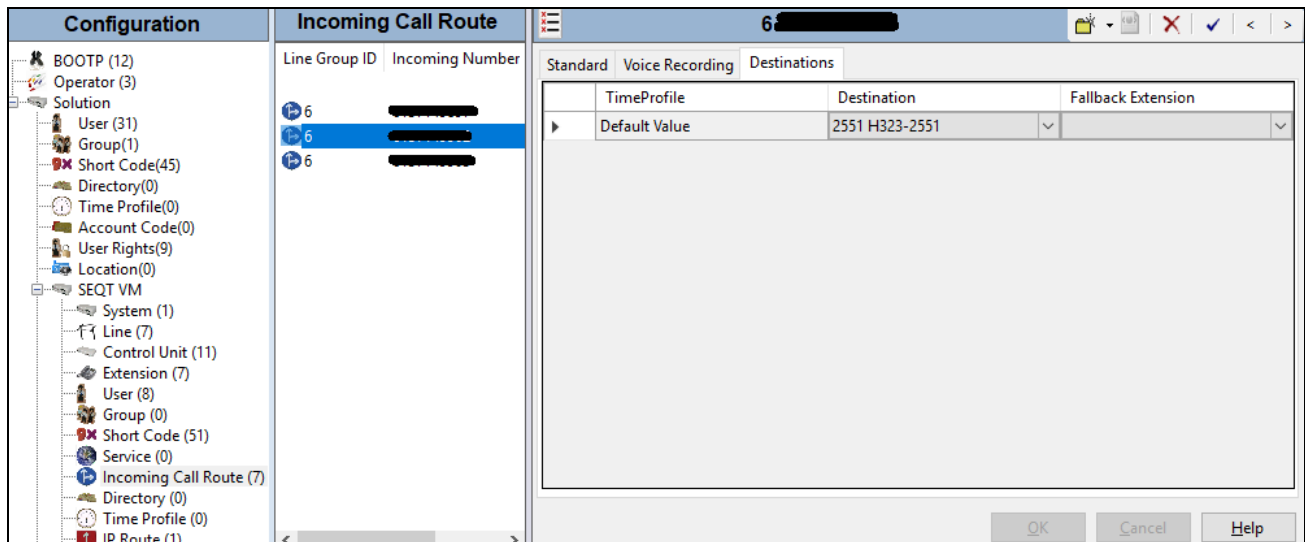 Configuration
BOOTP (12)
Operator (3)
Solution
User (31)
Group(1)
Short Code(45)
Directory(0)
Time Profile(0)
Account Code(0)
User Rights(9)
Location(0)
SEQT VM
System (1)
Line (7)
Control Unit (11)
Extension (7)
User (8)
Group (0)
Short Code (51)
Service (0)
Incoming Call Route (7)
Directory (0)
Time Profile (0)
IP Route (1)
Incoming Call Route
Line Group ID Incoming Number
6
6
6
6
Standard Voice Recording Destinations
TimeProfile Destination Fallback Extension
Default Value 2551 H323-2551
OK Cancel Help